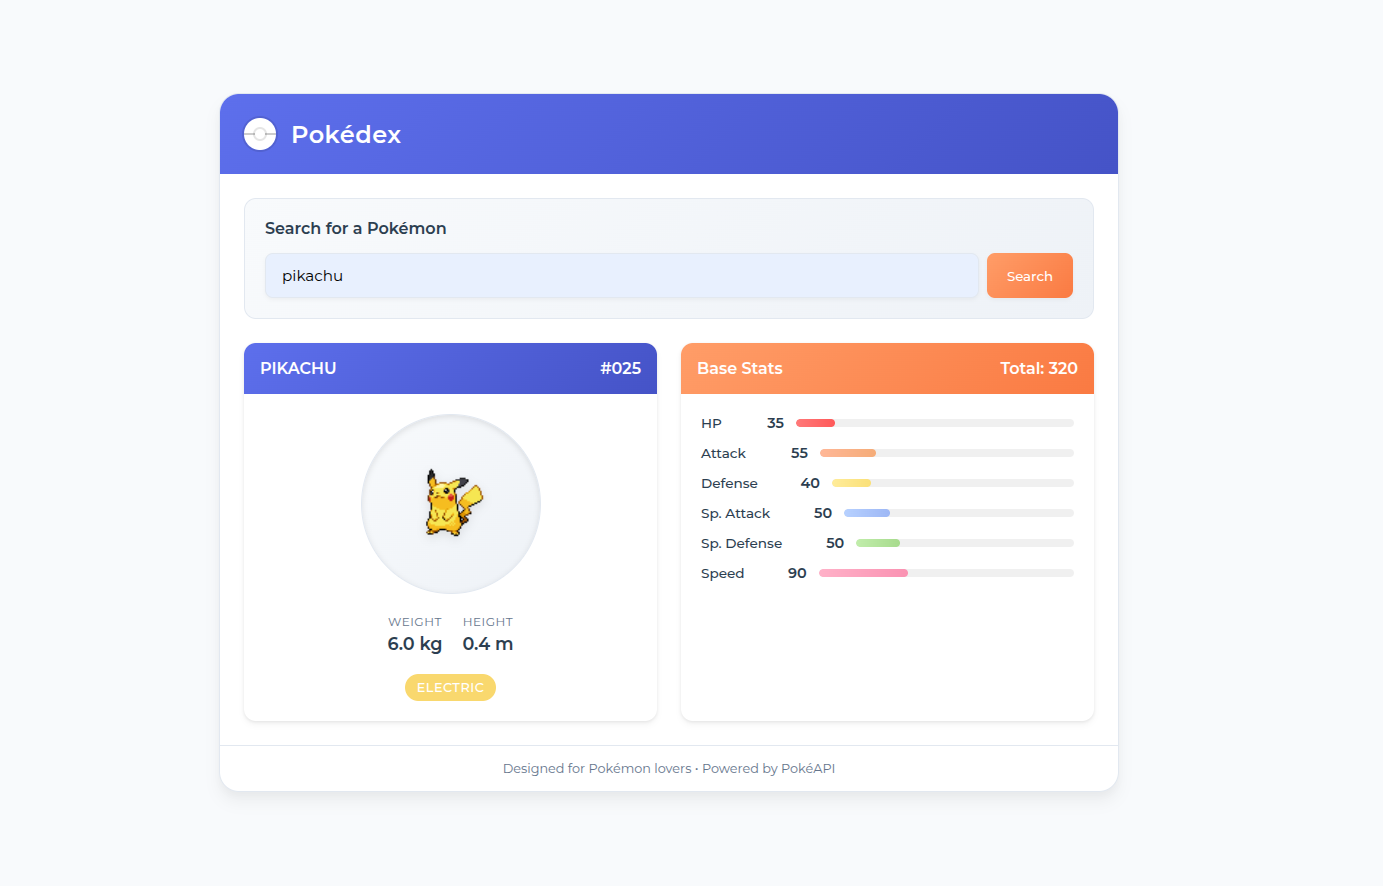 Pokédex
Search for a Pokémon
pikachu
Search
PIKACHU #025
WEIGHT HEIGHT
6.0 kg 0.4 m
ELECTRIC
Base Stats Total: 320
HP 35
Attack 55
Defense 40
Sp. Attack 50
Sp. Defense 50
Speed 90
Designed for Pokémon lovers • Powered by PokéAPI